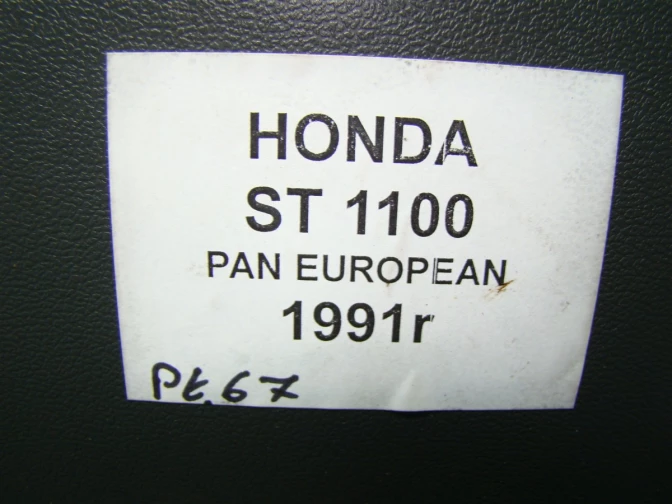 HONDA
ST 1100
PAN EUROPEAN
1991r
Pt.67